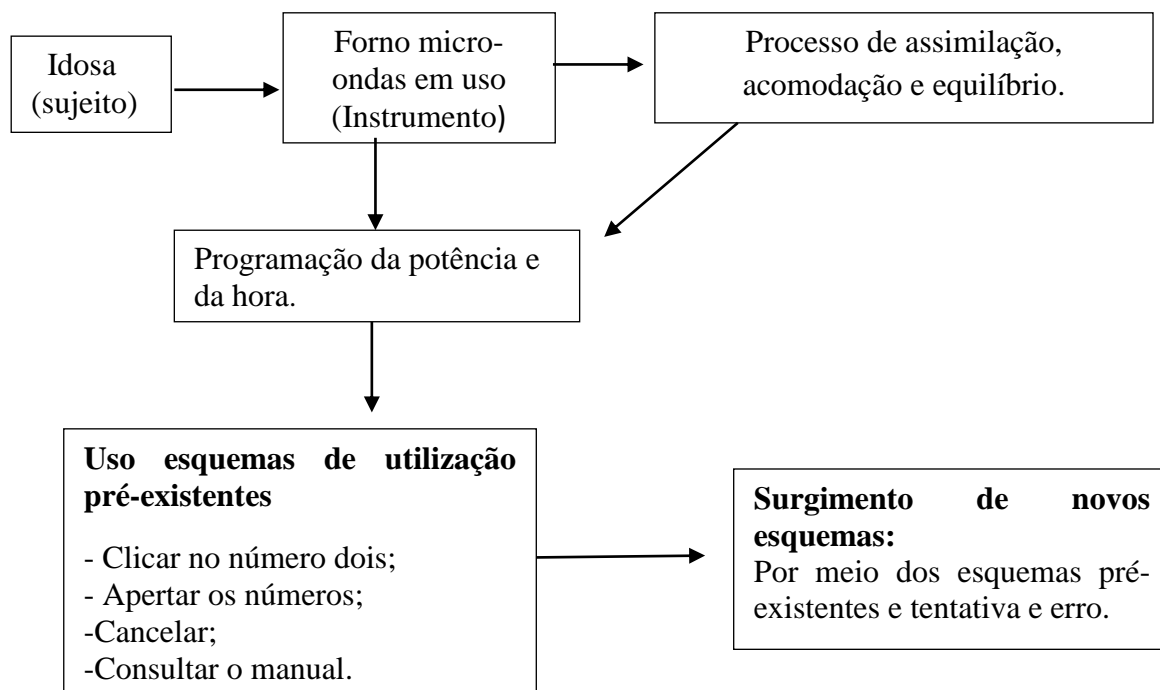 Idosa
(sujeito)
Forno micro-
ondas em uso
(Instrumento)
Processo de assimilação,
acomodação e equilíbrio.
Programação da potência e
da hora.
Uso esquemas de utilização
pré-existentes
- Clicar no número dois;
- Apertar os números;
-Cancelar;
-Consultar o manual.
Surgimento de novos
esquemas:
Por meio dos esquemas pré-
existentes e tentativa e erro.